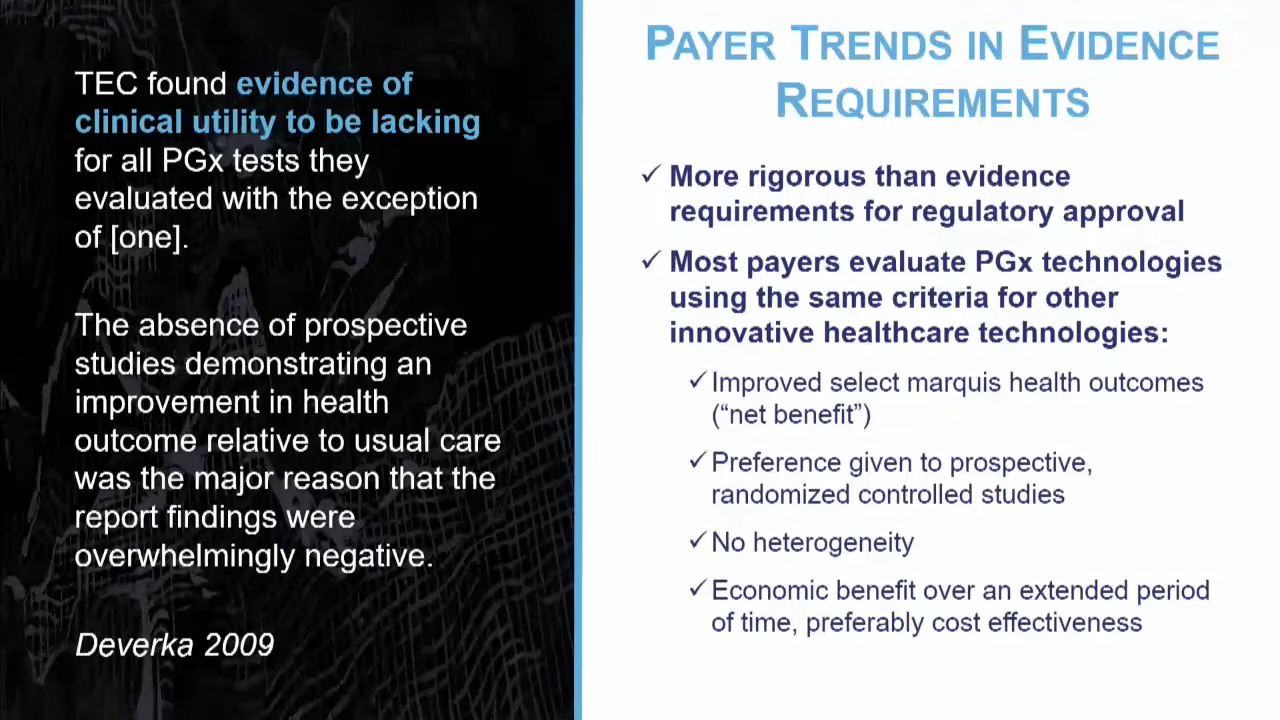 TEC found evidence of
clinical utility to be lacking
for all PGx tests they
evaluated with the exception
of [one].
The absence of prospective
studies demonstrating an
improvement in health
outcome relative to usual care
was the major reason that the
report findings were
overwhelmingly negative.
Deverka 2009
PAYER TRENDS IN EVIDENCE
REQUIREMENTS
✓ More rigorous than evidence
requirements for regulatory approval
✓ Most payers evaluate PGx technologies
using the same criteria for other
innovative healthcare technologies:
✓ Improved select marquis health outcomes
(“net benefit”)
✓ Preference given to prospective,
randomized controlled studies
✓ No heterogeneity
✓ Economic benefit over an extended period
of time, preferably cost effectiveness